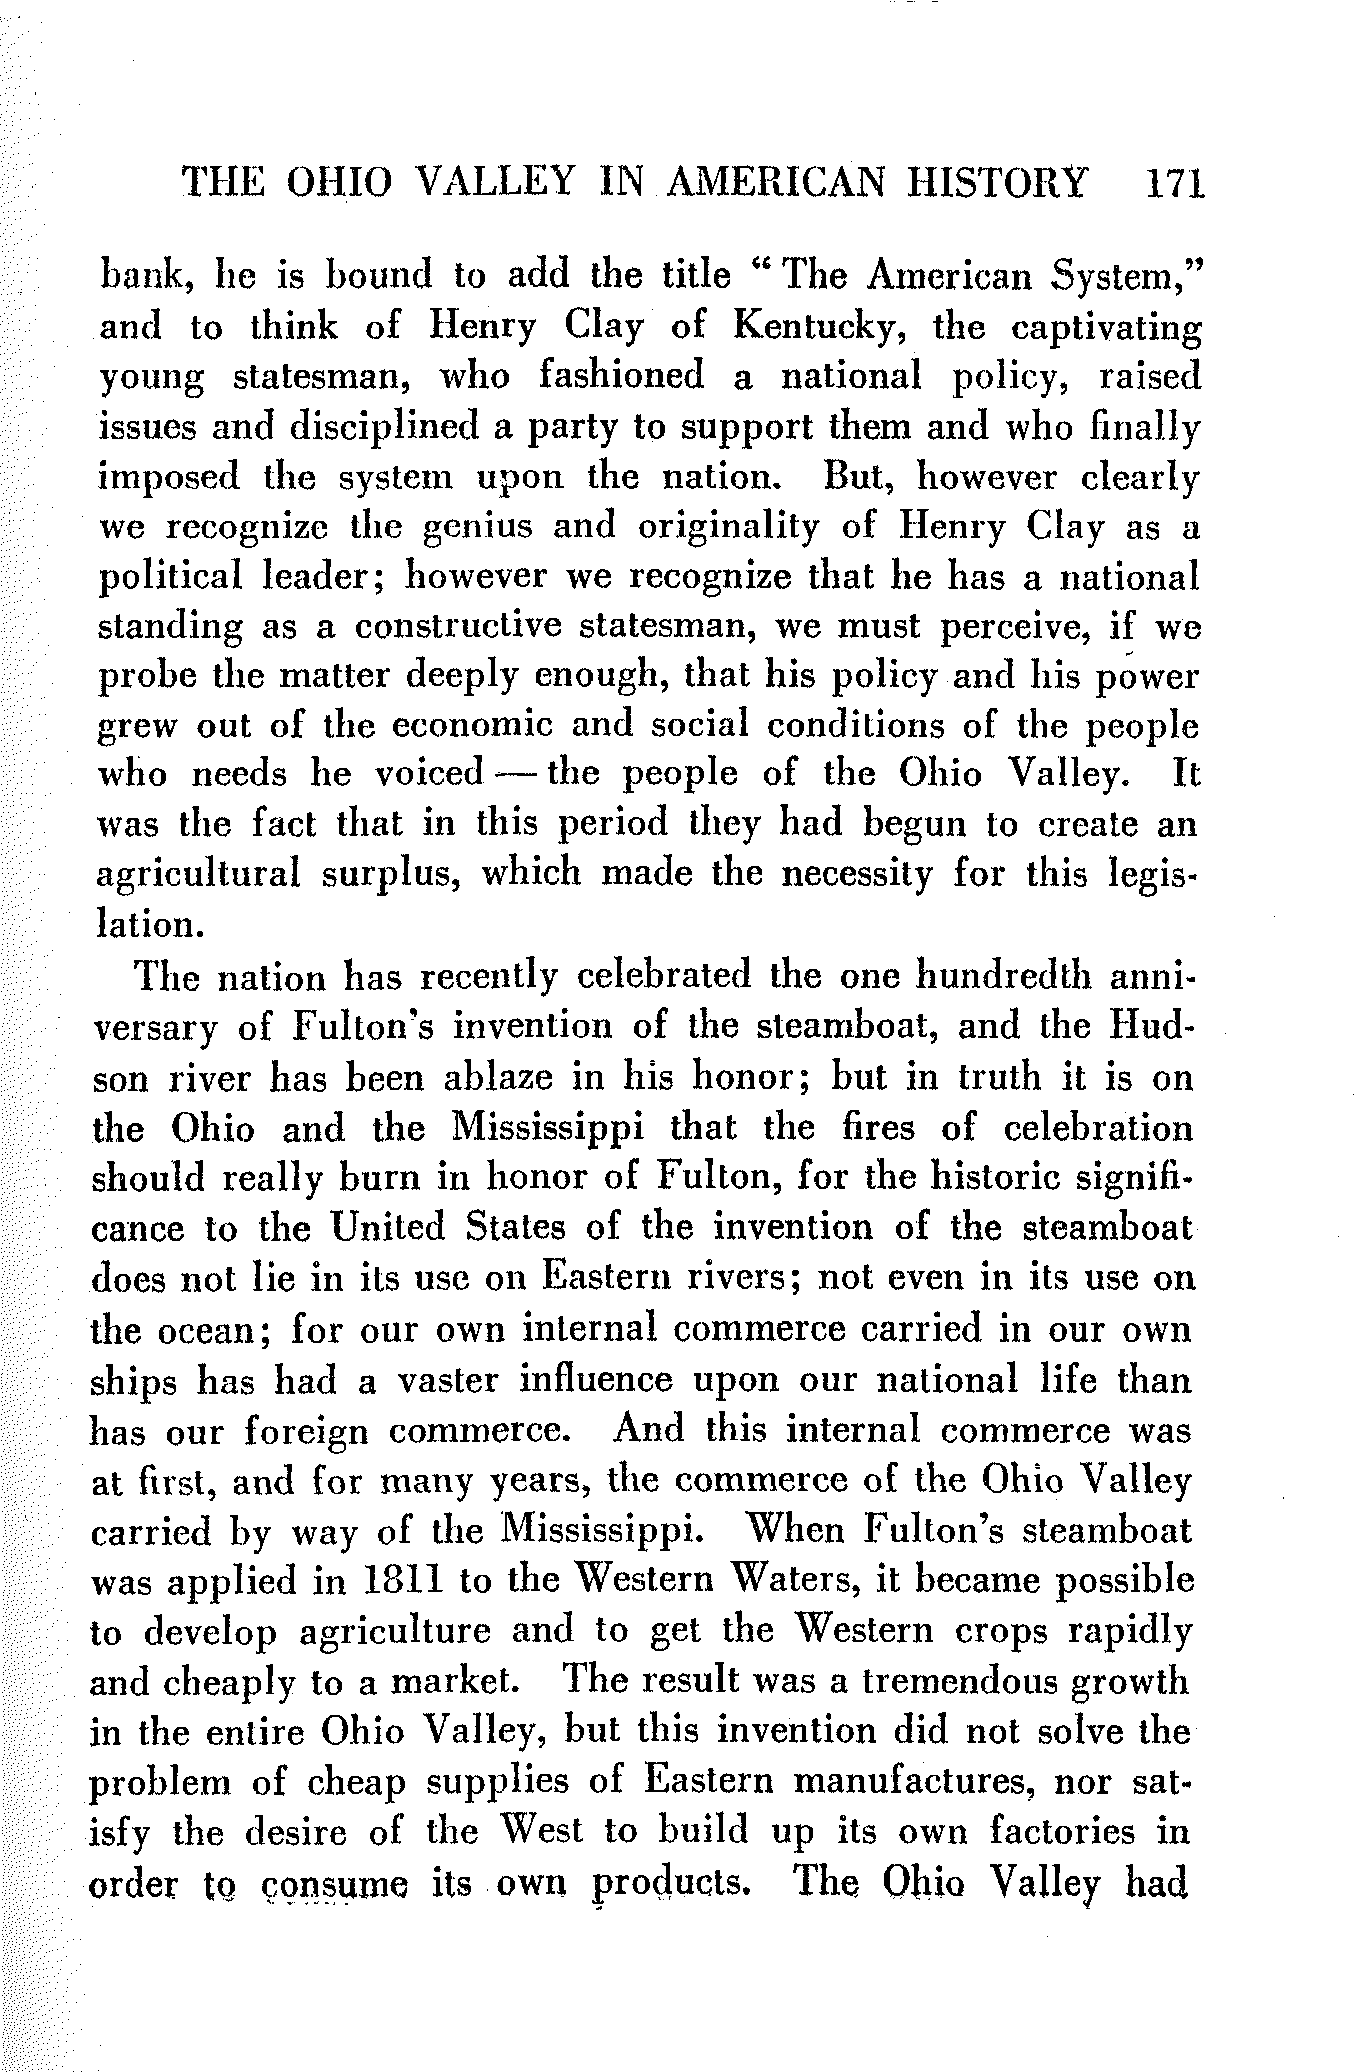 THE OHIO VALLEY IN AMERICAN HISTORY 171
bank, he is bound to add the title “ The American System,”
and to think of Henry Clay of Kentucky, the captivating
young statesman, who fashioned a national policy, raised
issues and disciplined a party to support them and who finally
imposed the system upon the nation. But, however clearly
we recognize the genius and originality of Henry Clay as a
political leader; however we recognize that he has a national
standing as a constructive statesman, we must perceive, if we
probe the matter deeply enough, that his policy and his power
grew out of the economic and social conditions of the people
who needs he voiced — the people of the Ohio Valley. It
was the fact that in this period they had begun to create an
agricultural surplus, which made the necessity for this legis-
lation.
The nation has recently celebrated the one hundredth anni-
versary of Fulton's invention of the steamboat, and the Hud-
son river has been ablaze in his honor; but in truth it is on
the Ohio and the Mississippi that the fires of celebration
should really burn in honor of Fulton, for the historic signifi-
cance to the United States of the invention of the steamboat
does not lie in its use on Eastern rivers; not even in its use on
the ocean; for our own internal commerce carried in our own
ships has had a vaster influence upon our national life than
has our foreign commerce. And this internal commerce was
at first, and for many years, the commerce of the Ohio Valley
carried by way of the Mississippi. When Fulton's steamboat
was applied in 1811 to the Western Waters, it became possible
to develop agriculture and to get the Western crops rapidly
and cheaply to a market. The result was a tremendous growth
in the entire Ohio Valley, but this invention did not solve the
problem of cheap supplies of Eastern manufactures, nor sat-
isfy the desire of the West to build up its own factories in
order to consume its own products. The Ohio Valley had